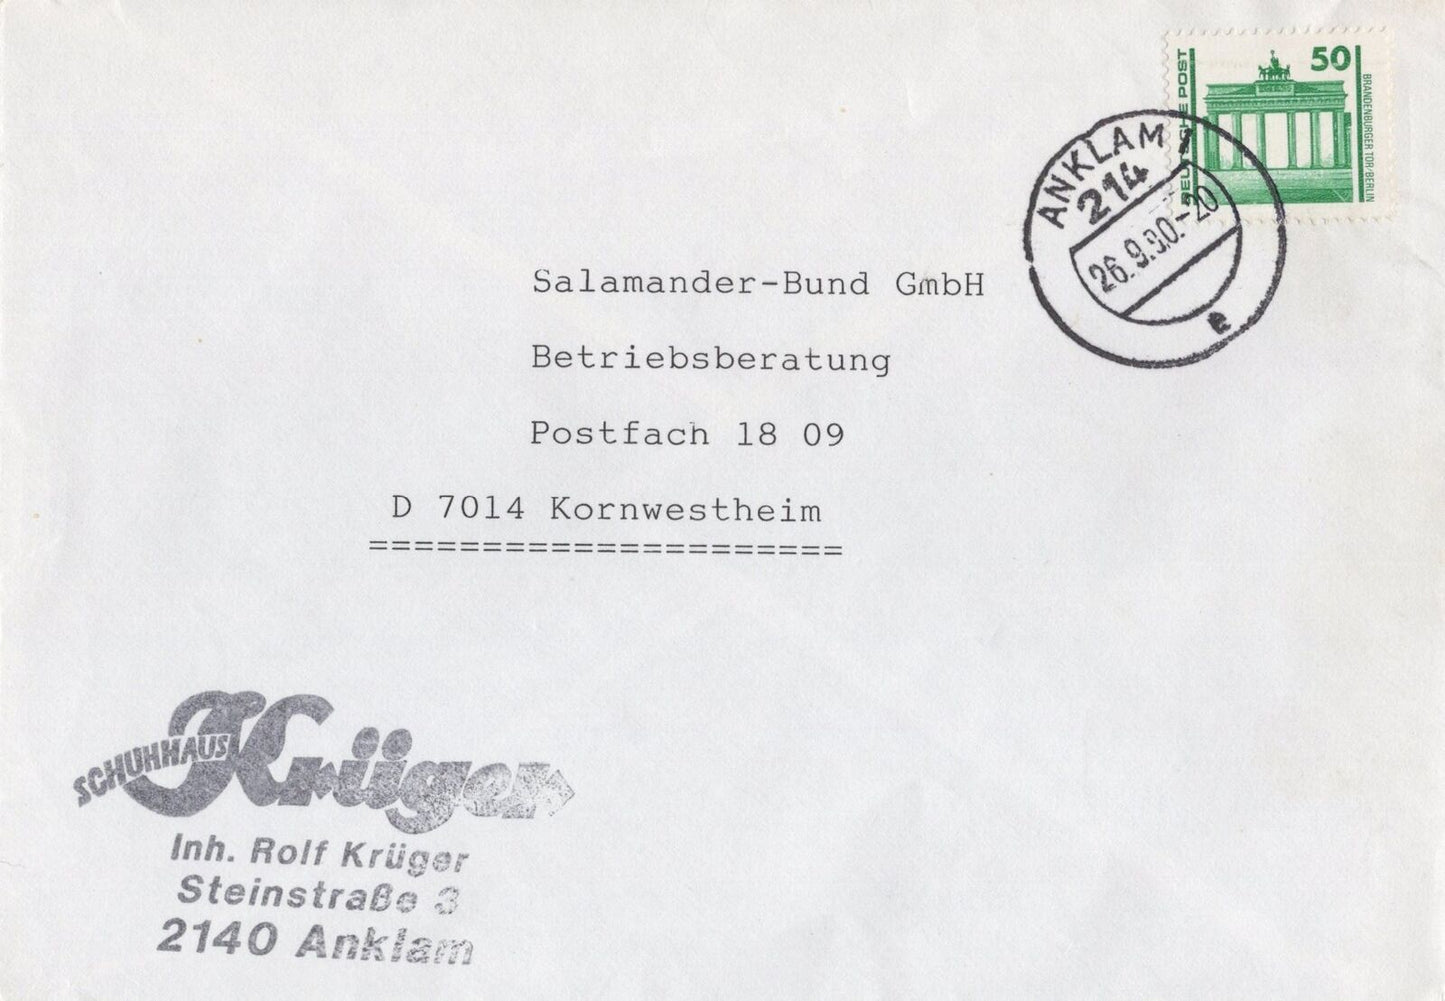 50
DEUTSCHE POST
BRANDENBURGER TOR/BERLIN
ANKLAM 1
214
26.9.90.-20
e
Salamander-Bund GmbH
Betriebsberatung
Postfach 18 09
D 7014 Kornwestheim
======================
SCHUHHAUS Krüger
Inh. Rolf Krüger
Steinstraße 3
2140 Anklam